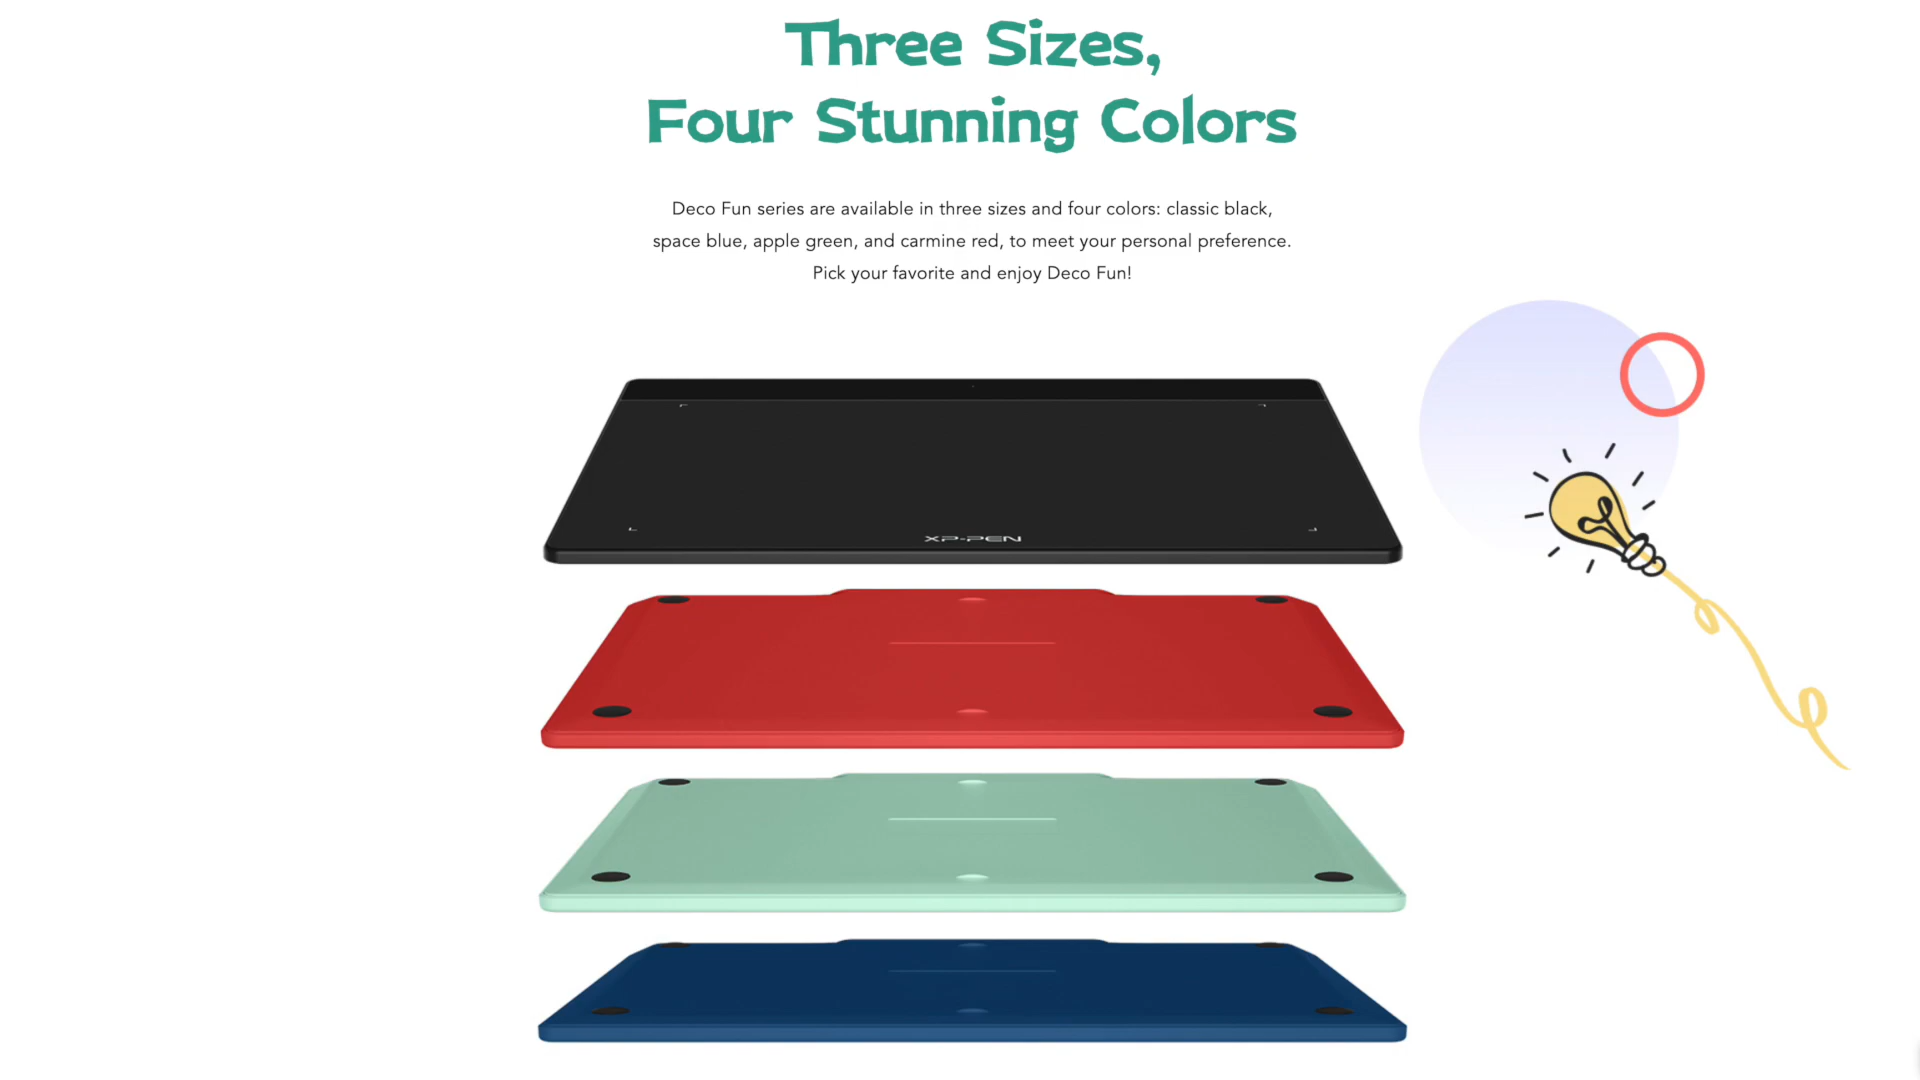 Three Sizes,
Four Stunning Colors
Deco Fun series are available in three sizes and four colors: classic black,
space blue, apple green, and carmine red, to meet your personal preference.
Pick your favorite and enjoy Deco Fun!
XP-PEN